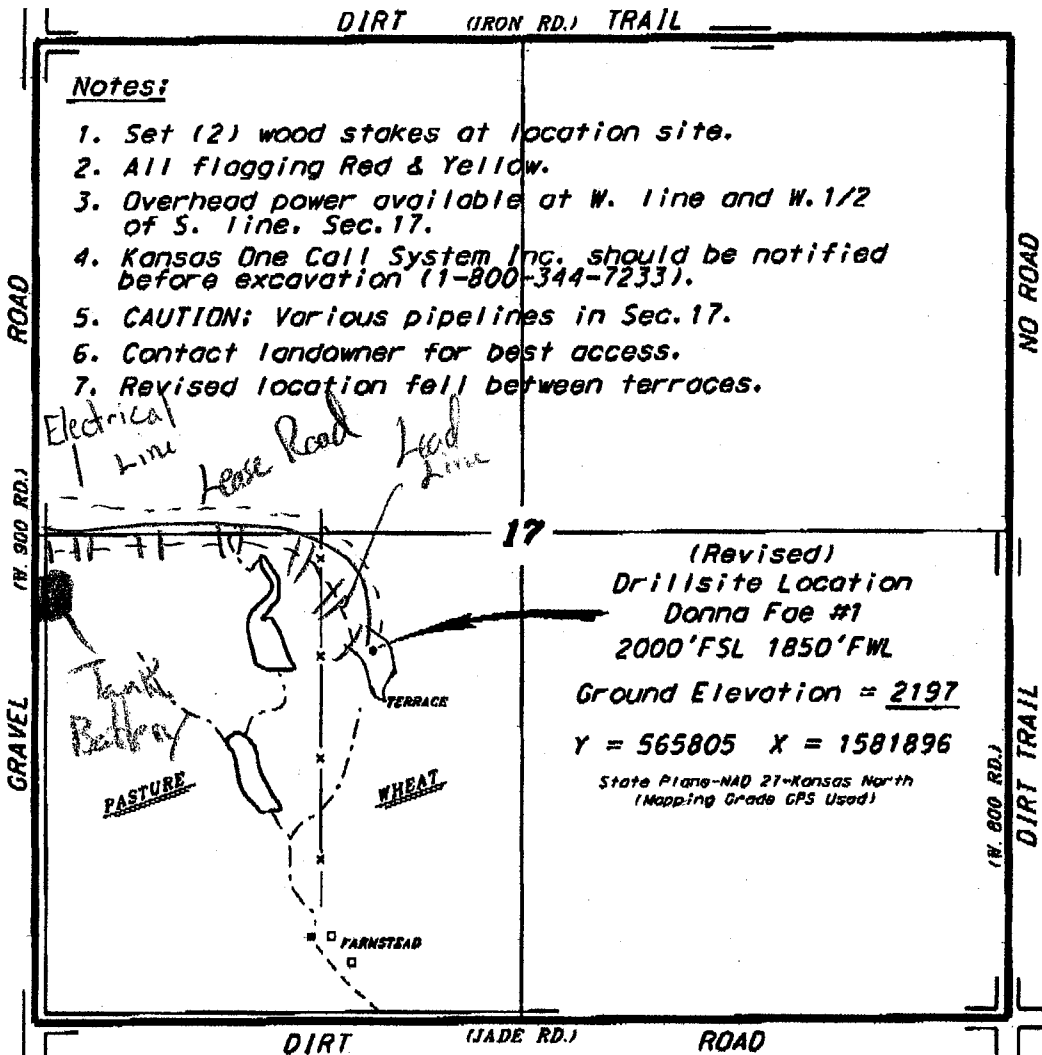 DIRT (IRON RD.) TRAIL
Notes:
1. Set (2) wood stakes at location site.
2. All flagging Red & Yellow.
3. Overhead power available at W. line and W.1/2
of S. line, Sec.17.
4. Kansas One Call System Inc. should be notified
before excavation (1-800-344-7233).
5. CAUTION: Various pipelines in Sec.17.
6. Contact landowner for best access.
7. Revised location fell between terraces.
ROAD
(W. 900 RD.)
GRAVEL
NO ROAD
Electrical
Line
Lease Road
Lead
Line
17
(Revised)
Drillsite Location
Donna Fae #1
2000'FSL 1850'FWL
Ground Elevation = 2197
Y = 565805 X = 1581896
State Plane-NAD 27-Kansas North
(Mapping Grade GPS Used)
Tank
Battery
TERRACE
PASTURE
WHEAT
FARMSTEAD
(W. 800 RD.)
DIRT TRAIL
DIRT (JADE RD.) ROAD